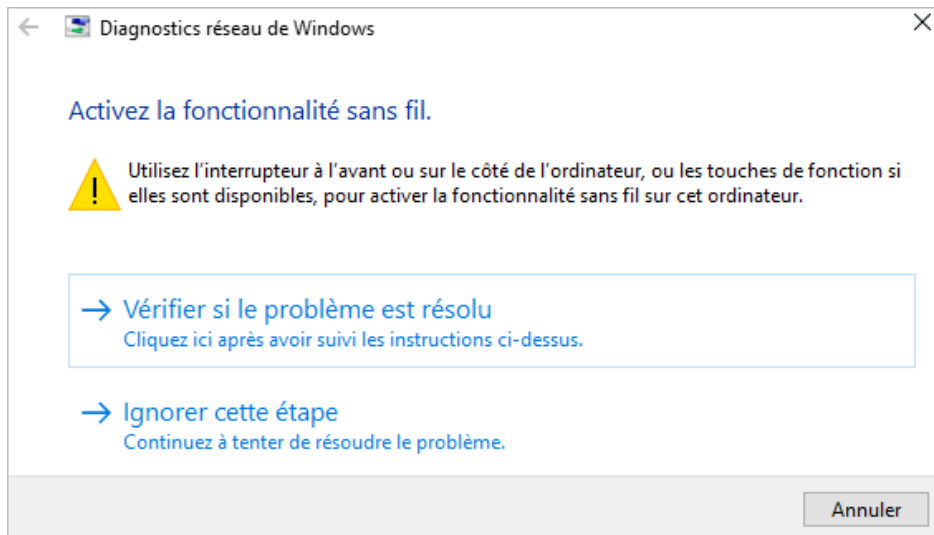 Diagnostics réseau de Windows
Activez la fonctionnalité sans fil.
Utilisez l'interrupteur à l'avant ou sur le côté de l'ordinateur, ou les touches de fonction si
elles sont disponibles, pour activer la fonctionnalité sans fil sur cet ordinateur.
Vérifier si le problème est résolu
Cliquez ici après avoir suivi les instructions ci-dessus.
Ignorer cette étape
Continuez à tenter de résoudre le problème.
Annuler